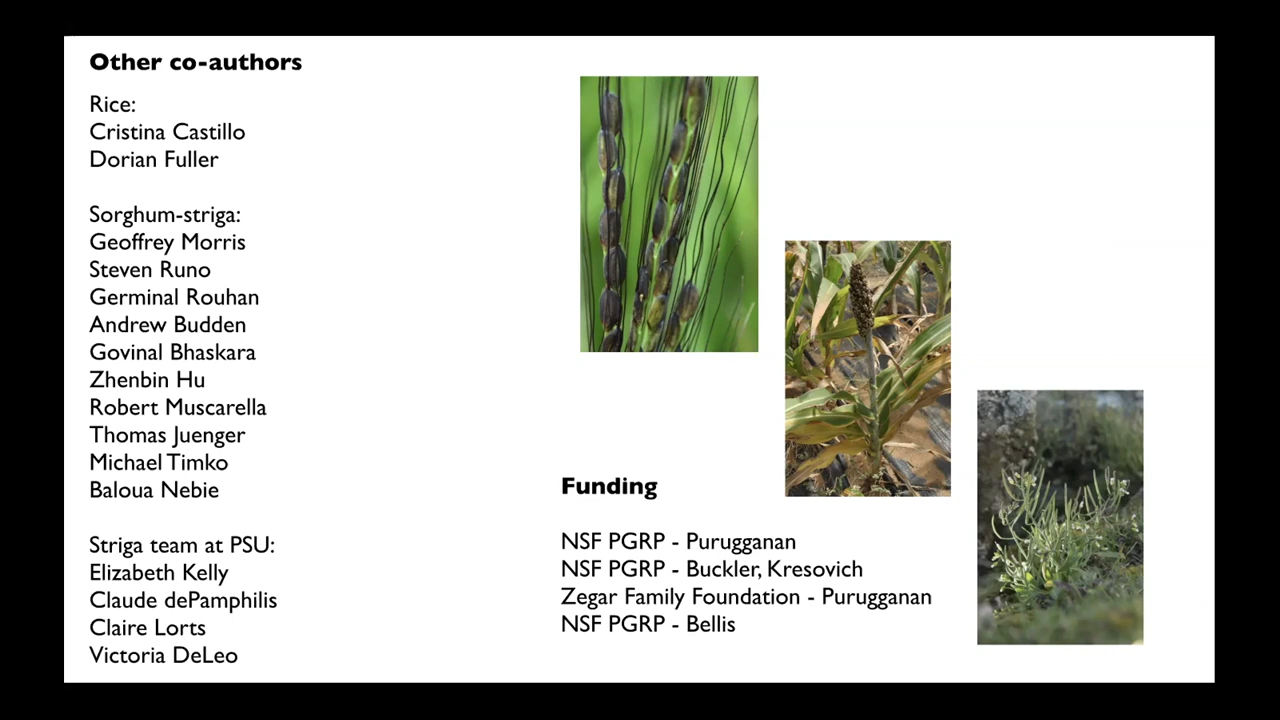 Other co-authors
Rice:
Cristina Castillo
Dorian Fuller
Sorghum-striga:
Geoffrey Morris
Steven Runo
Germinal Rouhan
Andrew Budden
Govinal Bhaskara
Zhenbin Hu
Robert Muscarella
Thomas Juenger
Michael Timko
Baloua Nebie
Striga team at PSU:
Elizabeth Kelly
Claude dePamphilis
Claire Lorts
Victoria DeLeo
Funding
NSF PGRP - Purugganan
NSF PGRP - Buckler, Kresovich
Zegar Family Foundation - Purugganan
NSF PGRP - Bellis